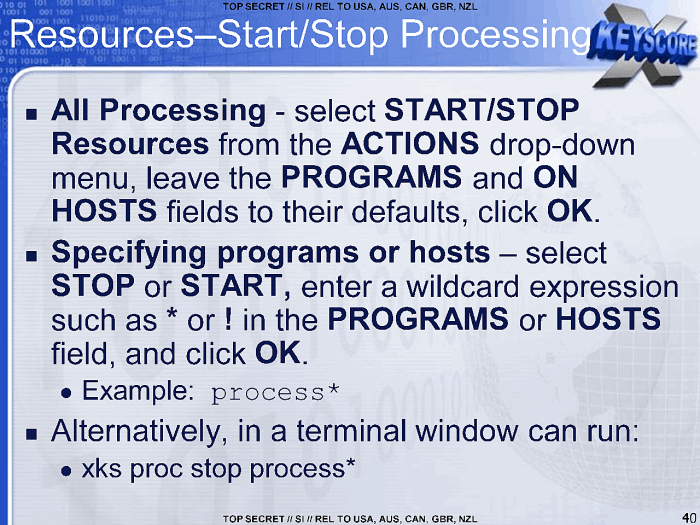 TOP SECRET // SI // REL TO USA, AUS, CAN, GBR, NZL
Resources–Start/Stop Processing
XKEYSCORE
■ All Processing - select START/STOP
Resources from the ACTIONS drop-down
menu, leave the PROGRAMS and ON
HOSTS fields to their defaults, click OK.
■ Specifying programs or hosts – select
STOP or START, enter a wildcard expression
such as * or ! in the PROGRAMS or HOSTS
field, and click OK.
● Example: process*
■ Alternatively, in a terminal window can run:
● xks proc stop process*
TOP SECRET // SI // REL TO USA, AUS, CAN, GBR, NZL
40